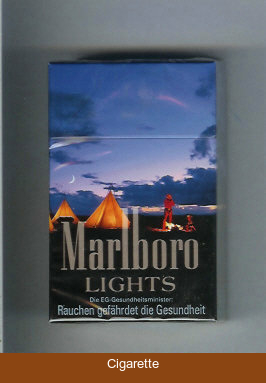 Marlboro
LIGHTS
Die EG-Gesundheitsminister:
Rauchen gefährdet die Gesundheit
Cigarette